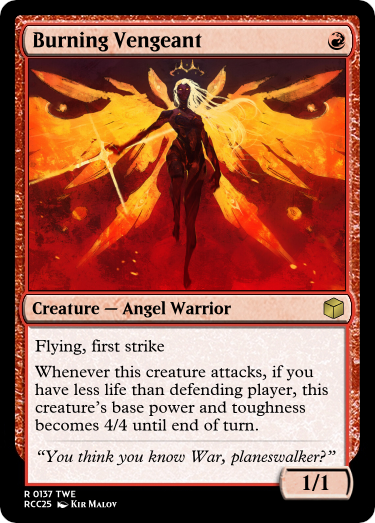 Burning Vengeant
Creature — Angel Warrior
Flying, first strike
Whenever this creature attacks, if you
have less life than defending player, this
creature's base power and toughness
becomes 4/4 until end of turn.
“You think you know War, planeswalker?”
1/1
R 0137 TWE
RCC25 Kir Malov